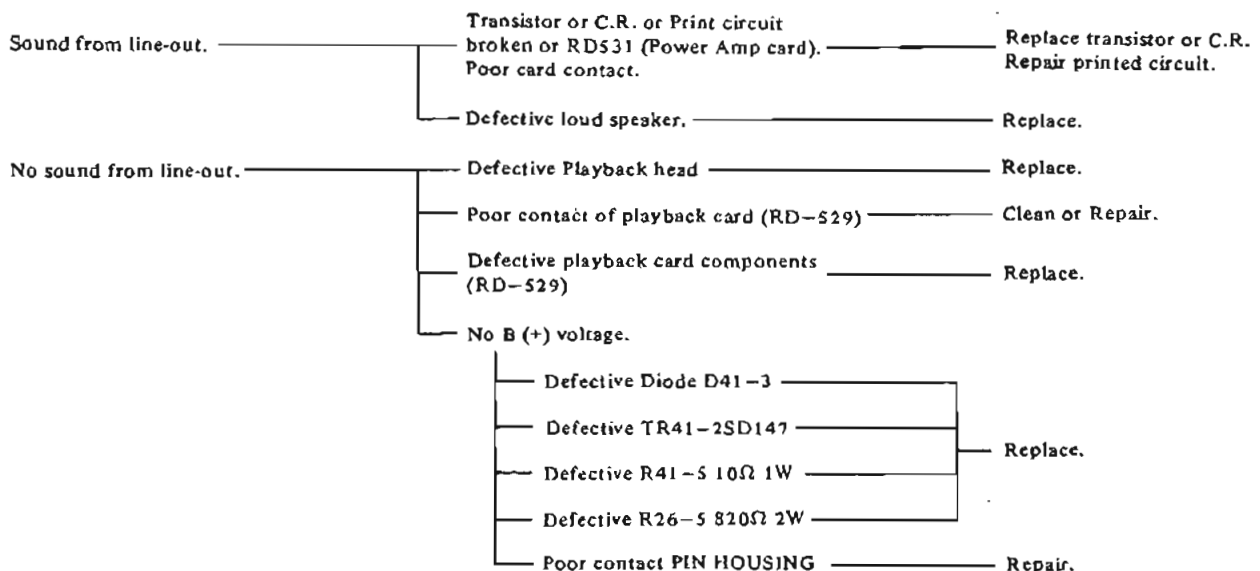 Sound from line-out.
Transistor or C.R. or Print circuit
broken or RD531 (Power Amp card).
Poor card contact.
Replace transistor or C.R.
Repair printed circuit.
Defective loud speaker.
Replace.
No sound from line-out.
Defective Playback head
Replace.
Poor contact of playback card (RD-529)
Clean or Repair.
Defective playback card components
(RD-529)
Replace.
No B (+) voltage.
Defective Diode D41-3
Defective TR41-2SD147
Replace.
Defective R41-5 10Ω 1W
Defective R26-5 820Ω 2W
Poor contact PIN HOUSING
Repair.